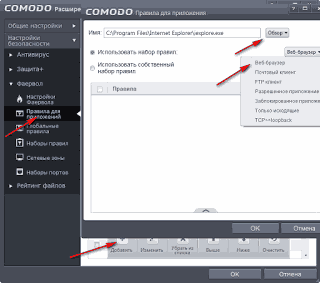 COMODO Расшире
COMODO Правила для приложения
Общие настройки
Настройки безопасности
Антивирус
Защита+
Фаервол
Настройки Фаервола
Правила для приложений
Глобальные правила
Наборы правил
Сетевые зоны
Наборы портов
Рейтинг файлов
Имя: C:\Program Files\Internet Explorer\iexplore.exe
Обзор
Использовать набор правил.
Веб-браузер
Использовать собственный набор правил
Веб-браузер
Почтовый клиент
FTP клиент
Разрешенное приложение
Заблокированное приложени
Только исходящие
TCP-loopback
Правила
OK
Отмена
Добавить
Изменить
Убрать из списка
Выше
Ниже
Очистить
OK
Отмена